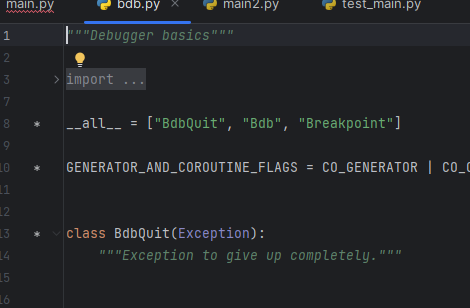 main.py bdb.py × main2.py test_main.py
1 """Debugger basics"""
2
3 > import ...
7
8 * __all__ = ["BdbQuit", "Bdb", "Breakpoint"]
9
10 * GENERATOR_AND_COROUTINE_FLAGS = CO_GENERATOR | CO_
11
12
13 * class BdbQuit(Exception):
14 """Exception to give up completely."""
15
16